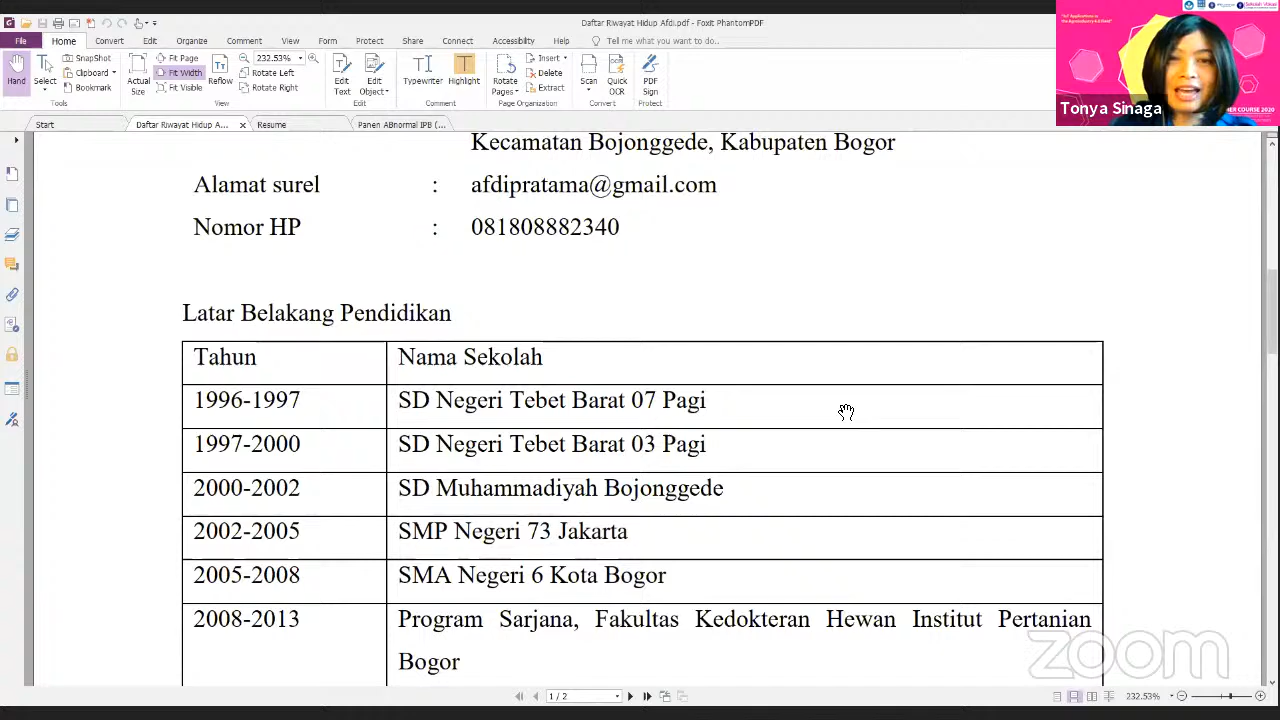 Daftar Riwayat Hidup Afdi.pdf - Foxit PhantomPDF
File Home Convert Edit Organize Comment View Form Protect Share Connect Accessibility Tell me what you want to do..
Hand
Select
SnapShot
Clipboard
Bookmark
Tools
Actual Size
Fit Page
Fit Width
Fit Visible
Reflow
232.53%
Rotate Left
Rotate Right
View
Edit Text
Edit Object
Edit
Typewriter
Highlight
Comment
Rotate Pages
Insert
Delete
Extract
Page Organization
Scan
Quick OCR
Convert
PDF Sign
Protect
Start
Daftar Riwayat Hidup A...
Resume
Panen ABnormal IPB (...
Tonya Sinaga
Kecamatan Bojonggede, Kabupaten Bogor
Alamat surel : afdipratama@gmail.com
Nomor HP : 081808882340
Latar Belakang Pendidikan
Tahun Nama Sekolah
1996-1997 SD Negeri Tebet Barat 07 Pagi
1997-2000 SD Negeri Tebet Barat 03 Pagi
2000-2002 SD Muhammadiyah Bojonggede
2002-2005 SMP Negeri 73 Jakarta
2005-2008 SMA Negeri 6 Kota Bogor
2008-2013 Program Sarjana, Fakultas Kedokteran Hewan Institut Pertanian
Bogor
zoom
1 / 2
232.53%